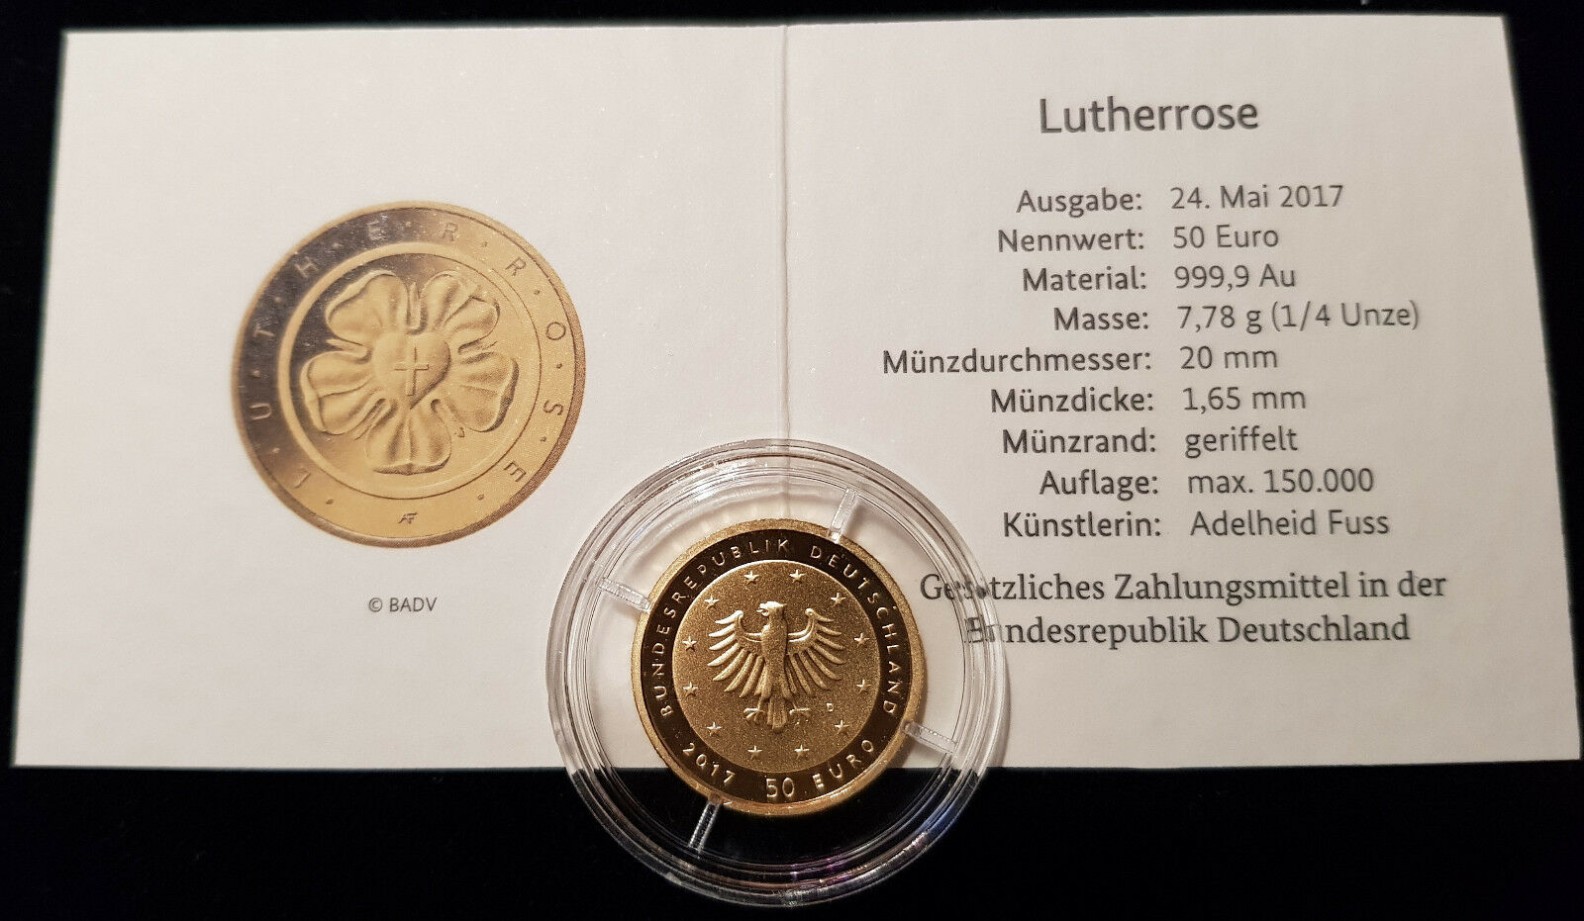 L·U·T·H·E·R·R·O·S·E
AF
© BADV
Lutherrose
Ausgabe: 24. Mai 2017
Nennwert: 50 Euro
Material: 999,9 Au
Masse: 7,78 g (1/4 Unze)
Münzdurchmesser: 20 mm
Münzdicke: 1,65 mm
Münzrand: geriffelt
Auflage: max. 150.000
Künstlerin: Adelheid Fuss
Gesetzliches Zahlungsmittel in der
Bundesrepublik Deutschland
BUNDESREPUBLIK DEUTSCHLAND
D
2017 50 EURO